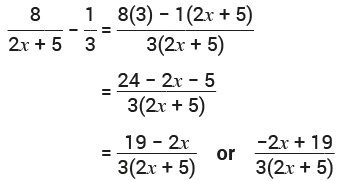 8/(2x + 5) − 1/3 = (8(3) − 1(2x + 5))/(3(2x + 5))
= (24 − 2x − 5)/(3(2x + 5))
= (19 − 2x)/(3(2x + 5)) or (−2x + 19)/(3(2x + 5))